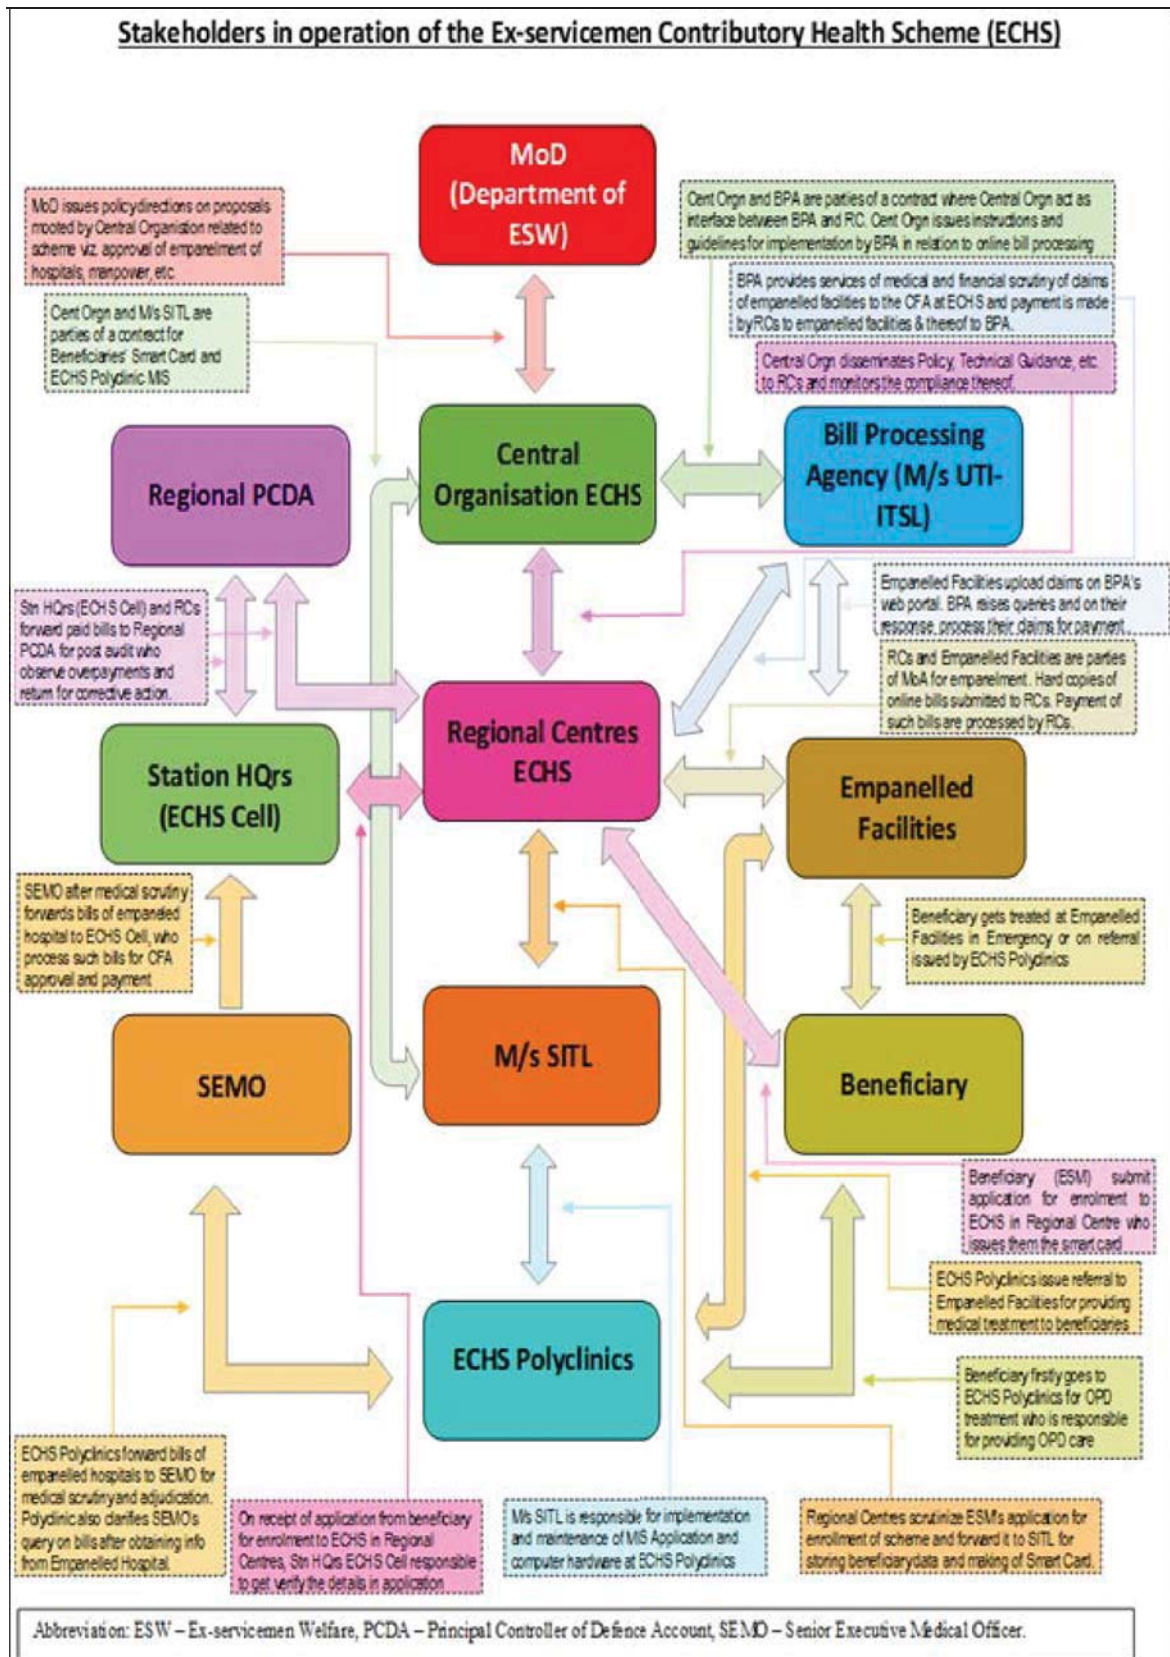 Stakeholders in operation of the Ex-servicemen Contributory Health Scheme (ECHS)
MoD
(Department of
ESW)
MoD issues policy directions on proposals
mooted by Central Organisation related to
scheme viz. approval of empanelment of
hospitals, manpower, etc.
Cent Orgn and BPA are parties of a contract where Central Orgn act as
interface between BPA and RC. Cent Orgn issues instructions and
guidelines for implementation by BPA in relation to online bill processing
BPA provides services of medical and financial scrutiny of claims
of empanelled facilities to the CFA at ECHS and payment is made
by RCs to empanelled facilities & thereof to BPA.
Cent Orgn and M/s SITL are
parties of a contract for
Beneficiaries' Smart Card and
ECHS Polyclinic MIS
Central Orgn disseminates Policy, Technical Guidance, etc.
to RCs and monitors the compliance thereof.
Regional PCDA
Central
Organisation ECHS
Bill Processing
Agency (M/s UTI-
ITSL)
Stn HQrs (ECHS Cell) and RCs
forward paid bills to Regional
PCDA for post audit who
observe overpayments and
return for corrective action.
Empanelled Facilities upload claims on BPA's
web portal. BPA raises queries and on their
response, process their claims for payment.
RCs and Empanelled Facilities are parties
of MoA for empanelment. Hard copies of
online bills submitted to RCs. Payment of
such bills are processed by RCs.
Station HQrs
(ECHS Cell)
Regional Centres
ECHS
Empanelled
Facilities
SEMO after medical scrutiny
forwards bills of empaneled
hospital to ECHS Cell, who
process such bills for CFA
approval and payment
Beneficiary gets treated at Empanelled
Facilities in Emergency or on referral
issued by ECHS Polyclinics
SEMO
M/s SITL
Beneficiary
Beneficiary (ESM) submit
application for enrolment to
ECHS in Regional Centre who
issues them the smart card
ECHS Polyclinics issue referral to
Empanelled Facilities for providing
medical treatment to beneficiaries
ECHS Polyclinics
Beneficiary firstly goes to
ECHS Polyclinics for OPD
treatment who is responsible
for providing OPD care
ECHS Polyclinics forward bills of
empanelled hospitals to SEMO for
medical scrutiny and adjudication.
Polyclinic also clarifies SEMO's
query on bills after obtaining info
from Empanelled Hospital.
On receipt of application from beneficiary
for enrolment to ECHS in Regional
Centres, Stn HQrs ECHS Cell responsible
to get verify the details in application
M/s SITL is responsible for implementation
and maintenance of MIS Application and
computer hardware at ECHS Polyclinics
Regional Centres scrutinize ESM's application for
enrollment of scheme and forward it to SITL for
storing beneficiary data and making of Smart Card.
Abbreviation: ESW – Ex-servicemen Welfare, PCDA – Principal Controller of Defence Account, SEMO – Senior Executive Medical Officer.